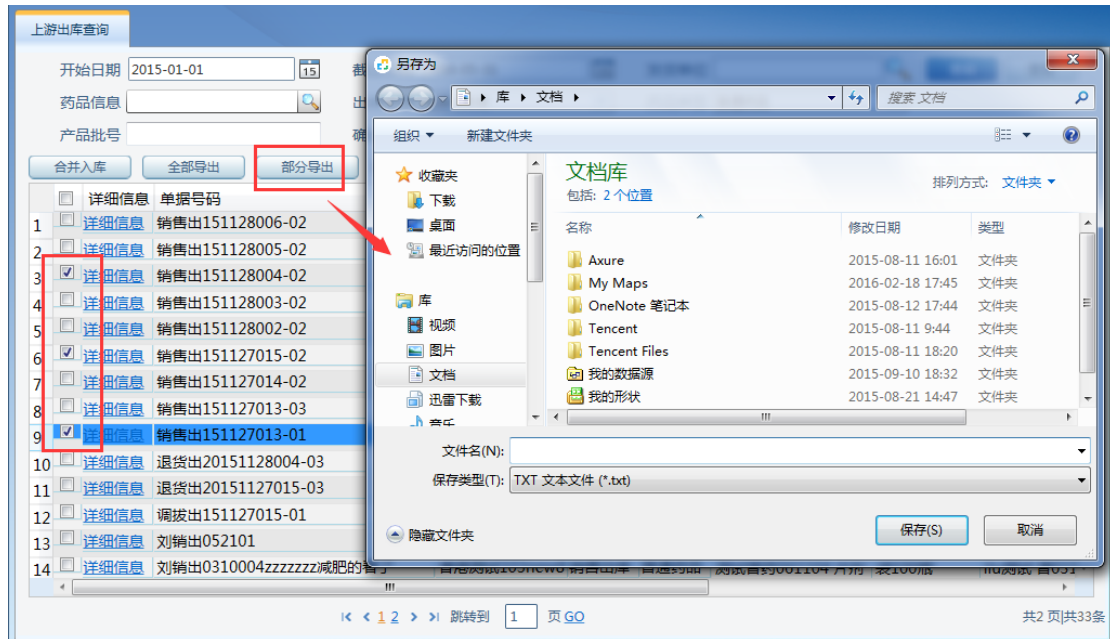 上游出库查询
开始日期 2015-01-01 15
药品信息
产品批号
合并入库 全部导出 部分导出
详细信息 单据号码
1 详细信息 销售出151128006-02
2 详细信息 销售出151128005-02
3 详细信息 销售出151128004-02
4 详细信息 销售出151128003-02
5 详细信息 销售出151128002-02
6 详细信息 销售出151127015-02
7 详细信息 销售出151127014-02
8 详细信息 销售出151127013-03
9 详细信息 销售出151127013-01
10 详细信息 退货出20151128004-03
11 详细信息 退货出20151127015-03
12 详细信息 调拔出151127015-01
13 详细信息 刘销出052101
14 详细信息 刘销出0310004zzzzzzz减肥的
1 2 跳转到 1 页 GO
共2 页|共33条
另存为
库 文档
搜索 文档
组织 新建文件夹
收藏夹
下载
桌面
最近访问的位置
库
视频
图片
文档
迅雷下载
音乐
文档库
包括: 2 个位置
排列方式: 文件夹
名称 修改日期 类型
Axure 2015-08-11 16:01 文件夹
My Maps 2016-02-18 17:45 文件夹
OneNote 笔记本 2015-08-12 17:44 文件夹
Tencent 2015-08-11 9:44 文件夹
Tencent Files 2015-08-11 18:20 文件夹
我的数据源 2015-09-10 18:32 文件夹
我的形状 2015-08-21 14:47 文件夹
文件名(N):
保存类型(T): TXT 文本文件 (*.txt)
隐藏文件夹
保存(S) 取消